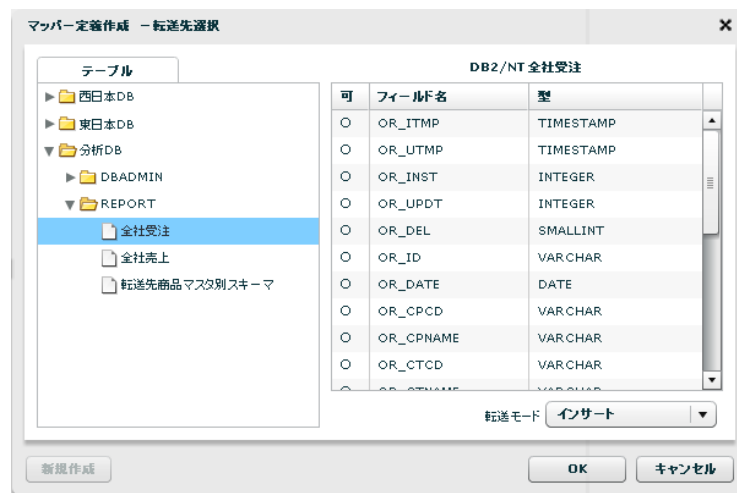 マッパー定義作成 －転送先選択
テーブル
西日本DB
東日本DB
分析DB
DBADMIN
REPORT
全社受注
全社売上
転送先商品マスタ別スキーマ
DB2/NT 全社受注
可 フィールド名 型
○ OR_ITMP TIMESTAMP
○ OR_UTMP TIMESTAMP
○ OR_INST INTEGER
○ OR_UPDT INTEGER
○ OR_DEL SMALLINT
○ OR_ID VARCHAR
○ OR_DATE DATE
○ OR_CPCD VARCHAR
○ OR_CPNAME VARCHAR
○ OR_CTCD VARCHAR
転送モード インサート
新規作成 OK キャンセル